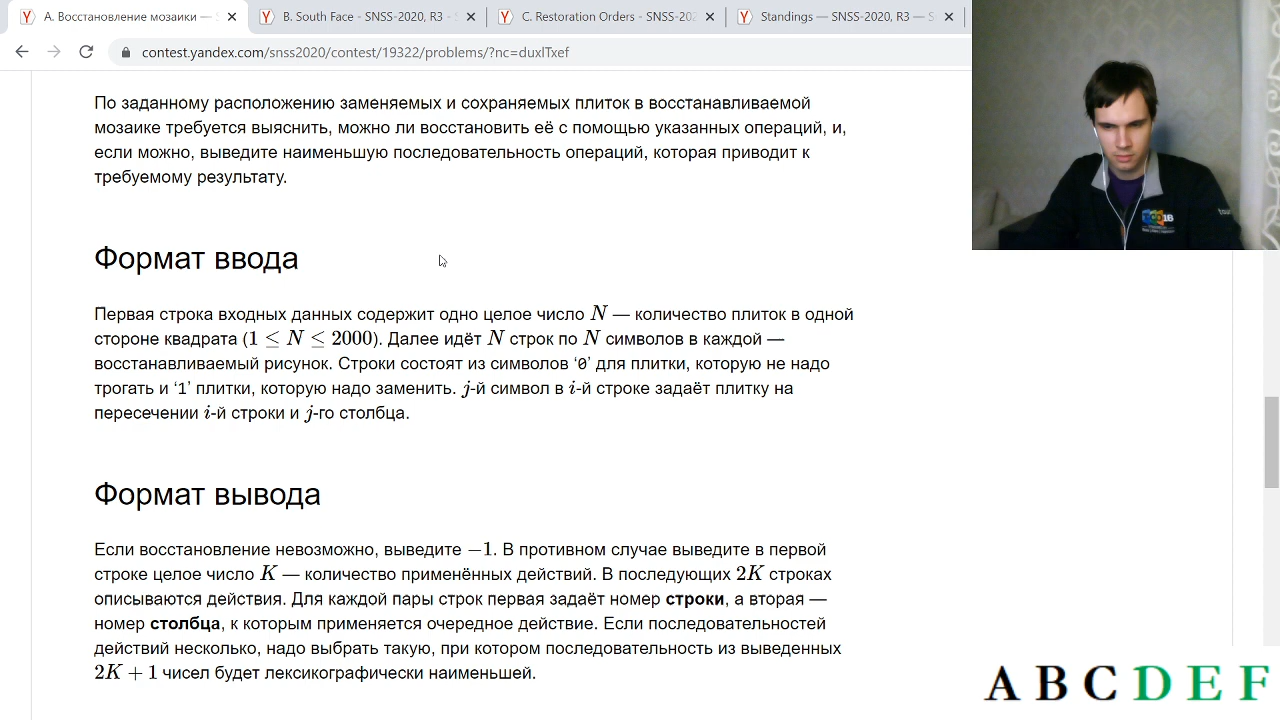 А. Восстановление мозаики —
B. South Face - SNSS-2020, R3 -
C. Restoration Orders - SNSS-202
Standings — SNSS-2020, R3 —
contest.yandex.com/snss2020/contest/19322/problems/?nc=duxlTxef
По заданному расположению заменяемых и сохраняемых плиток в восстанавливаемой
мозаике требуется выяснить, можно ли восстановить её с помощью указанных операций, и,
если можно, выведите наименьшую последовательность операций, которая приводит к
требуемому результату.
Формат ввода
Первая строка входных данных содержит одно целое число N — количество плиток в одной
стороне квадрата (1 ≤ N ≤ 2000). Далее идёт N строк по N символов в каждой —
восстанавливаемый рисунок. Строки состоят из символов ‘0’ для плитки, которую не надо
трогать и ‘1’ плитки, которую надо заменить. j-й символ в i-й строке задаёт плитку на
пересечении i-й строки и j-го столбца.
Формат вывода
Если восстановление невозможно, выведите −1. В противном случае выведите в первой
строке целое число K — количество применённых действий. В последующих 2K строках
описываются действия. Для каждой пары строк первая задаёт номер строки, а вторая —
номер столбца, к которым применяется очередное действие. Если последовательностей
действий несколько, надо выбрать такую, при котором последовательность из выведенных
2K + 1 чисел будет лексикографически наименьшей.
A B C D E F